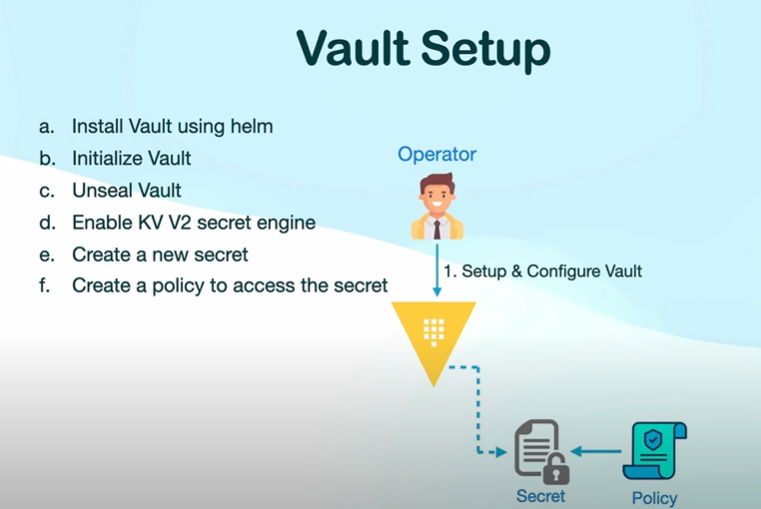 Vault Setup
a. Install Vault using helm
b. Initialize Vault
c. Unseal Vault
d. Enable KV V2 secret engine
e. Create a new secret
f. Create a policy to access the secret
Operator
1. Setup & Configure Vault
Secret
Policy